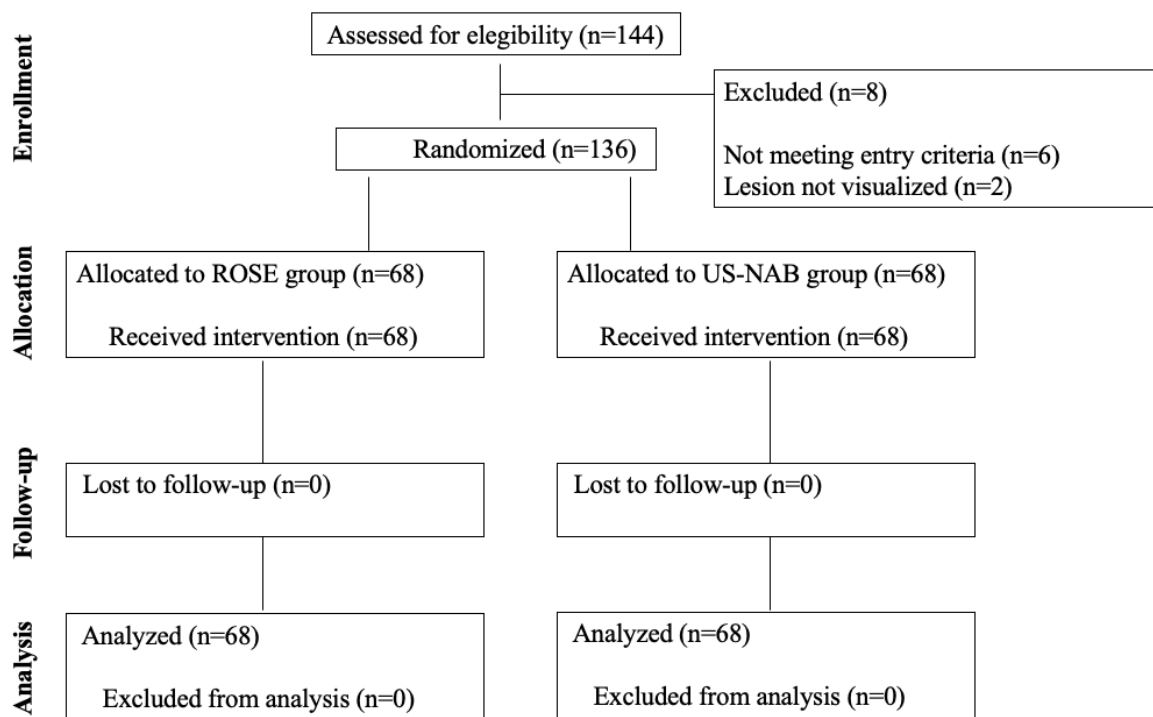 Enrollment
Assessed for elegibility (n=144)
Excluded (n=8)
Not meeting entry criteria (n=6)
Lesion not visualized (n=2)
Randomized (n=136)
Allocation
Allocated to ROSE group (n=68)
Received intervention (n=68)
Allocated to US-NAB group (n=68)
Received intervention (n=68)
Follow-up
Lost to follow-up (n=0)
Lost to follow-up (n=0)
Analysis
Analyzed (n=68)
Excluded from analysis (n=0)
Analyzed (n=68)
Excluded from analysis (n=0)